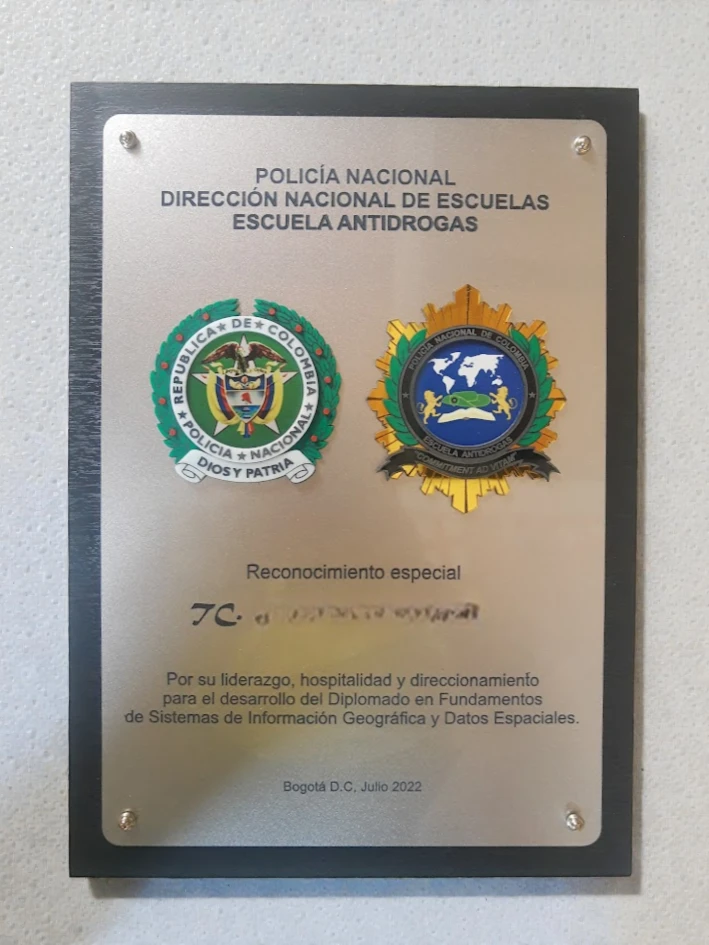 POLICÍA NACIONAL
DIRECCIÓN NACIONAL DE ESCUELAS
ESCUELA ANTIDROGAS
REPUBLICA ★ DE ★ COLOMBIA
★ POLICIA ★ NACIONAL ★
DIOS Y PATRIA
POLICÍA NACIONAL DE COLOMBIA
ESCUELA ANTIDROGAS
"COMMITMENT AD VITAM"
Reconocimiento especial
TC.
Por su liderazgo, hospitalidad y direccionamiento
para el desarrollo del Diplomado en Fundamentos
de Sistemas de Información Geográfica y Datos Espaciales.
Bogotá D.C, Julio 2022